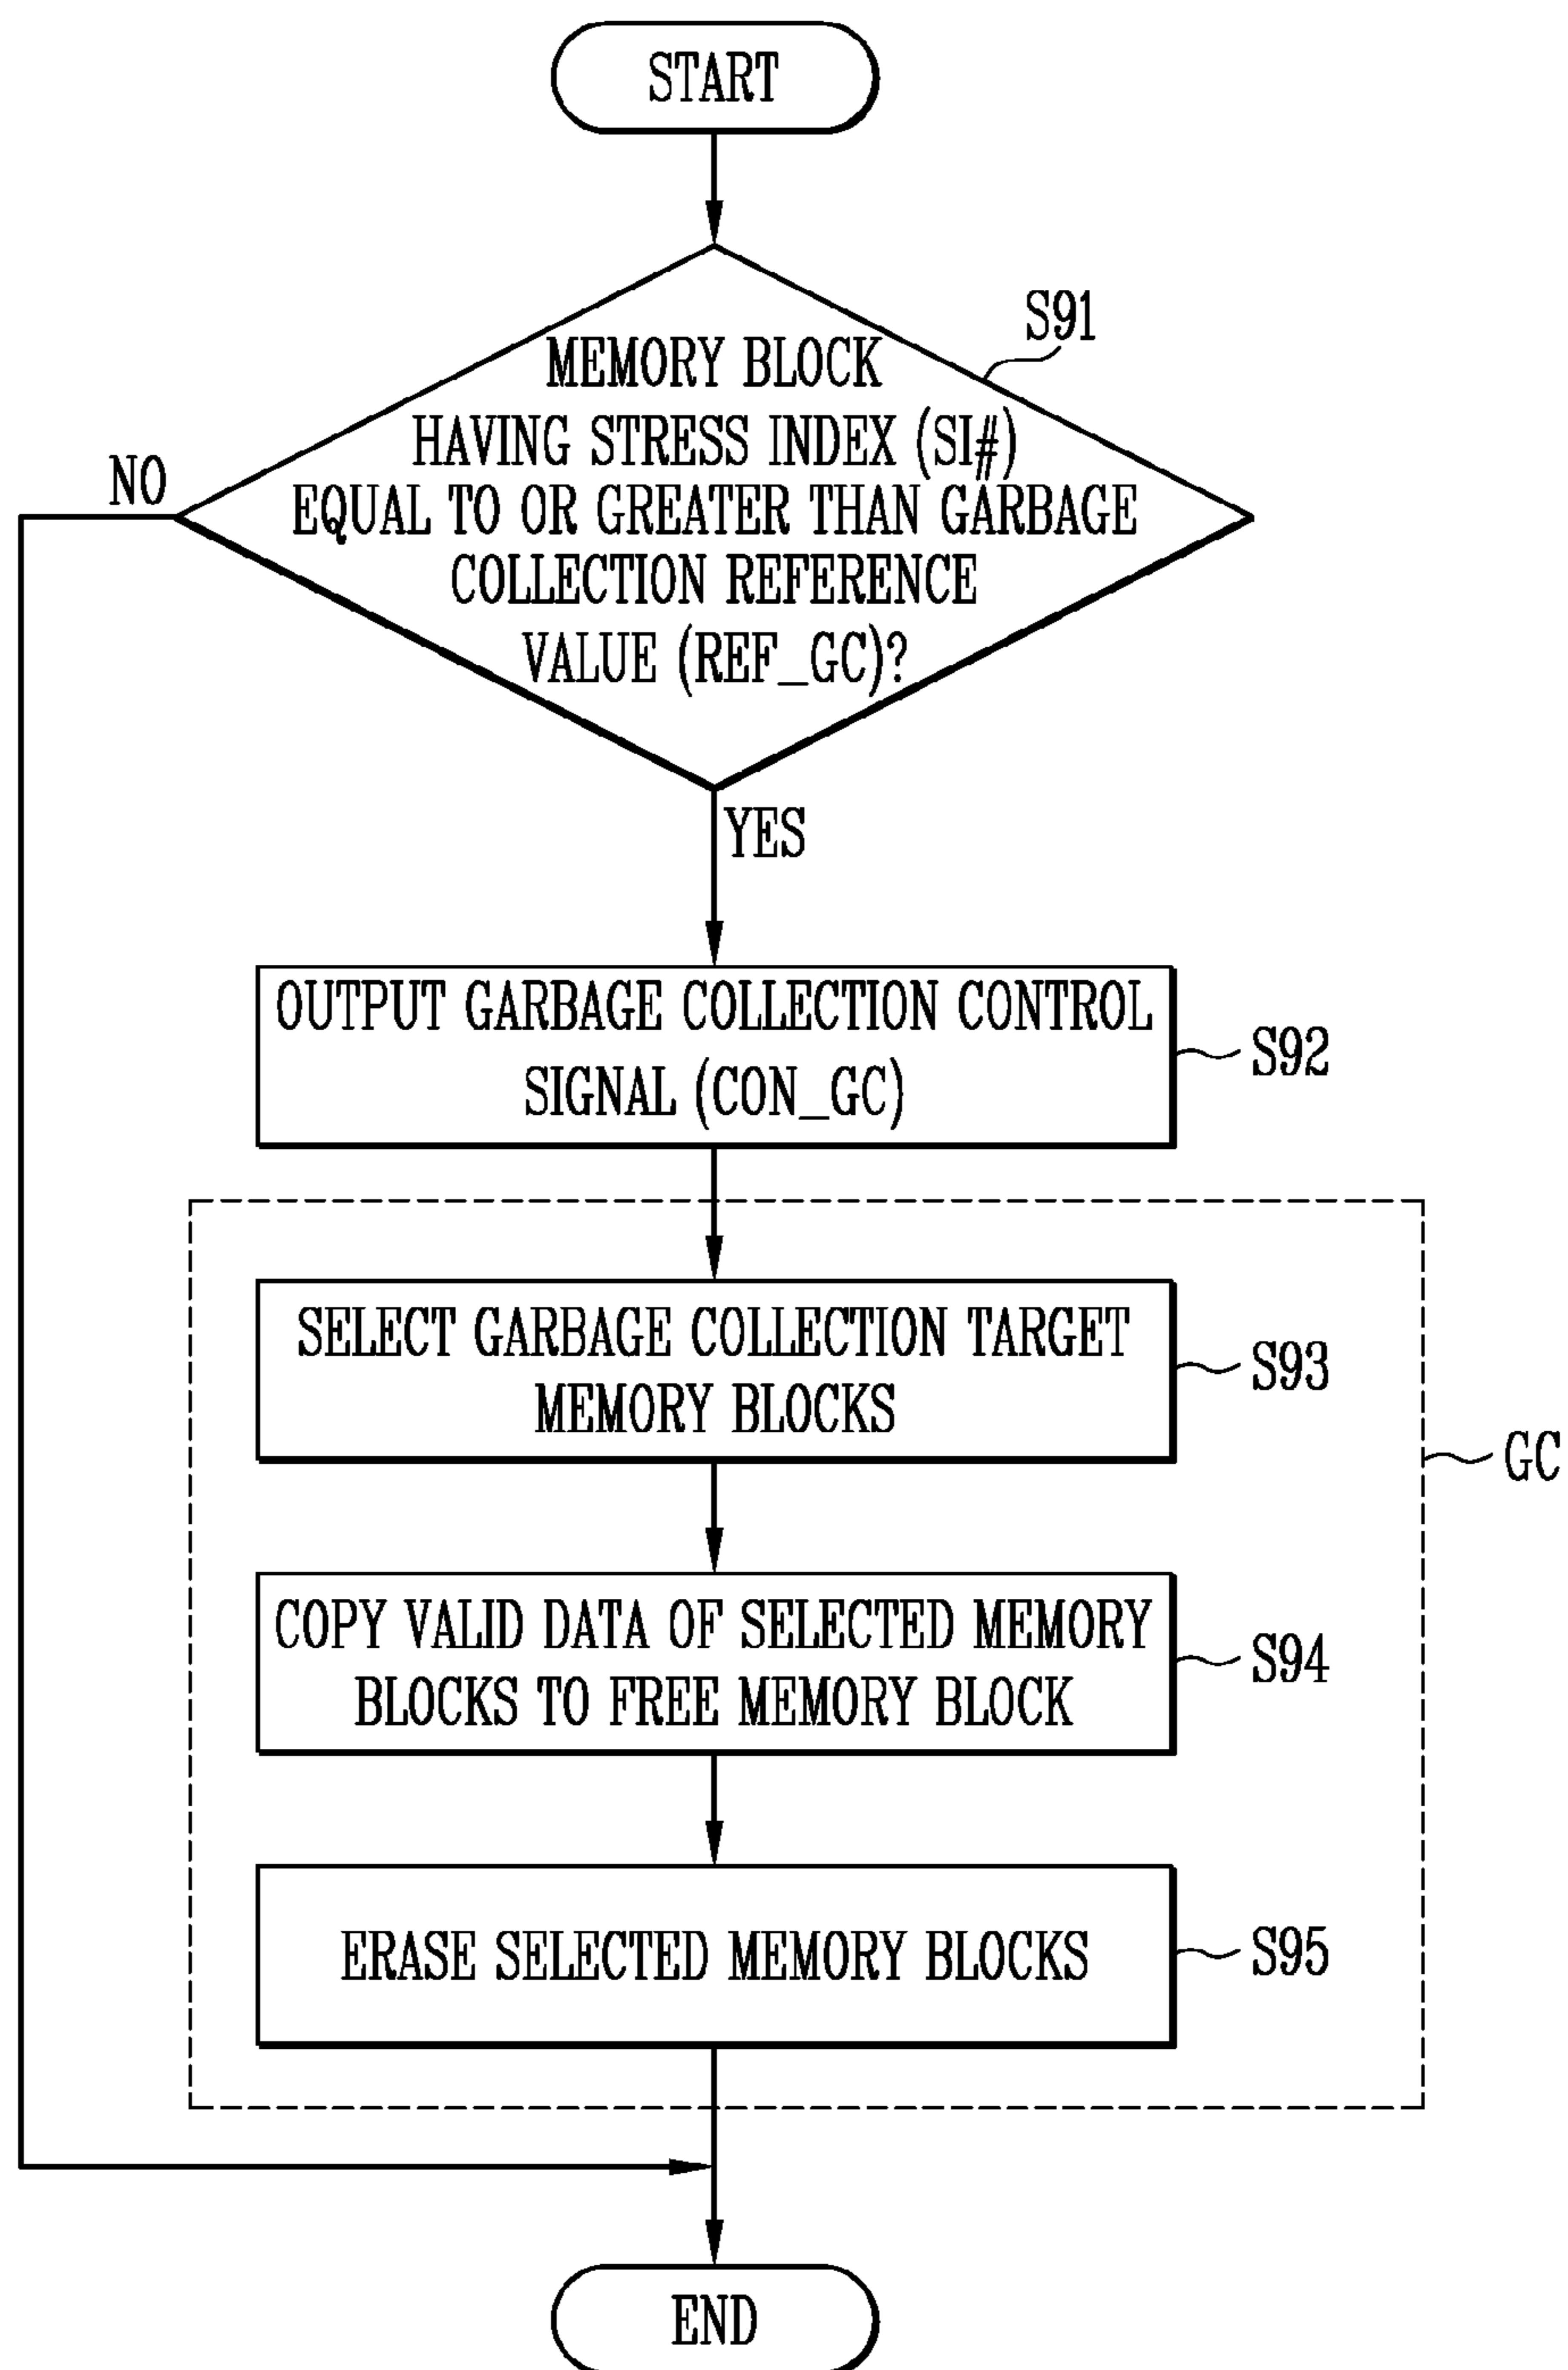 START
S91
MEMORY BLOCK
HAVING STRESS INDEX (SI#)
EQUAL TO OR GREATER THAN GARBAGE
COLLECTION REFERENCE
VALUE (REF_GC)?
NO
YES
OUTPUT GARBAGE COLLECTION CONTROL
SIGNAL (CON_GC)
S92
SELECT GARBAGE COLLECTION TARGET
MEMORY BLOCKS
S93
GC
COPY VALID DATA OF SELECTED MEMORY
BLOCKS TO FREE MEMORY BLOCK
S94
ERASE SELECTED MEMORY BLOCKS
S95
END